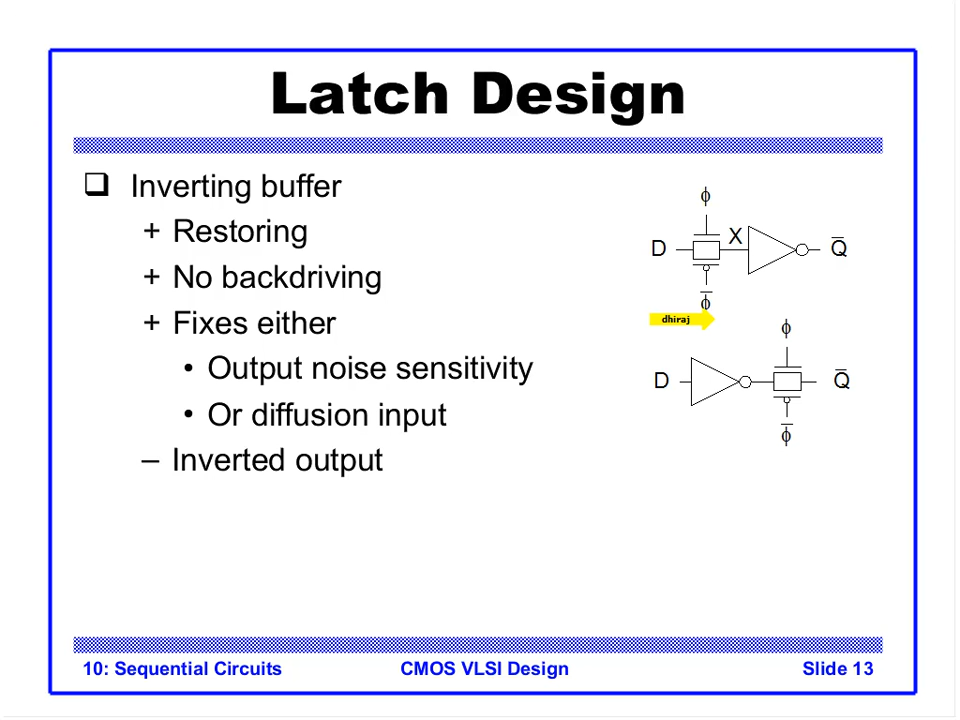 Latch Design
❑ Inverting buffer
+ Restoring
+ No backdriving
+ Fixes either
• Output noise sensitivity
• Or diffusion input
– Inverted output
ϕ
D X Q̅
ϕ̅
dhiraj
ϕ
D Q̅
ϕ̅
10: Sequential Circuits CMOS VLSI Design Slide 13